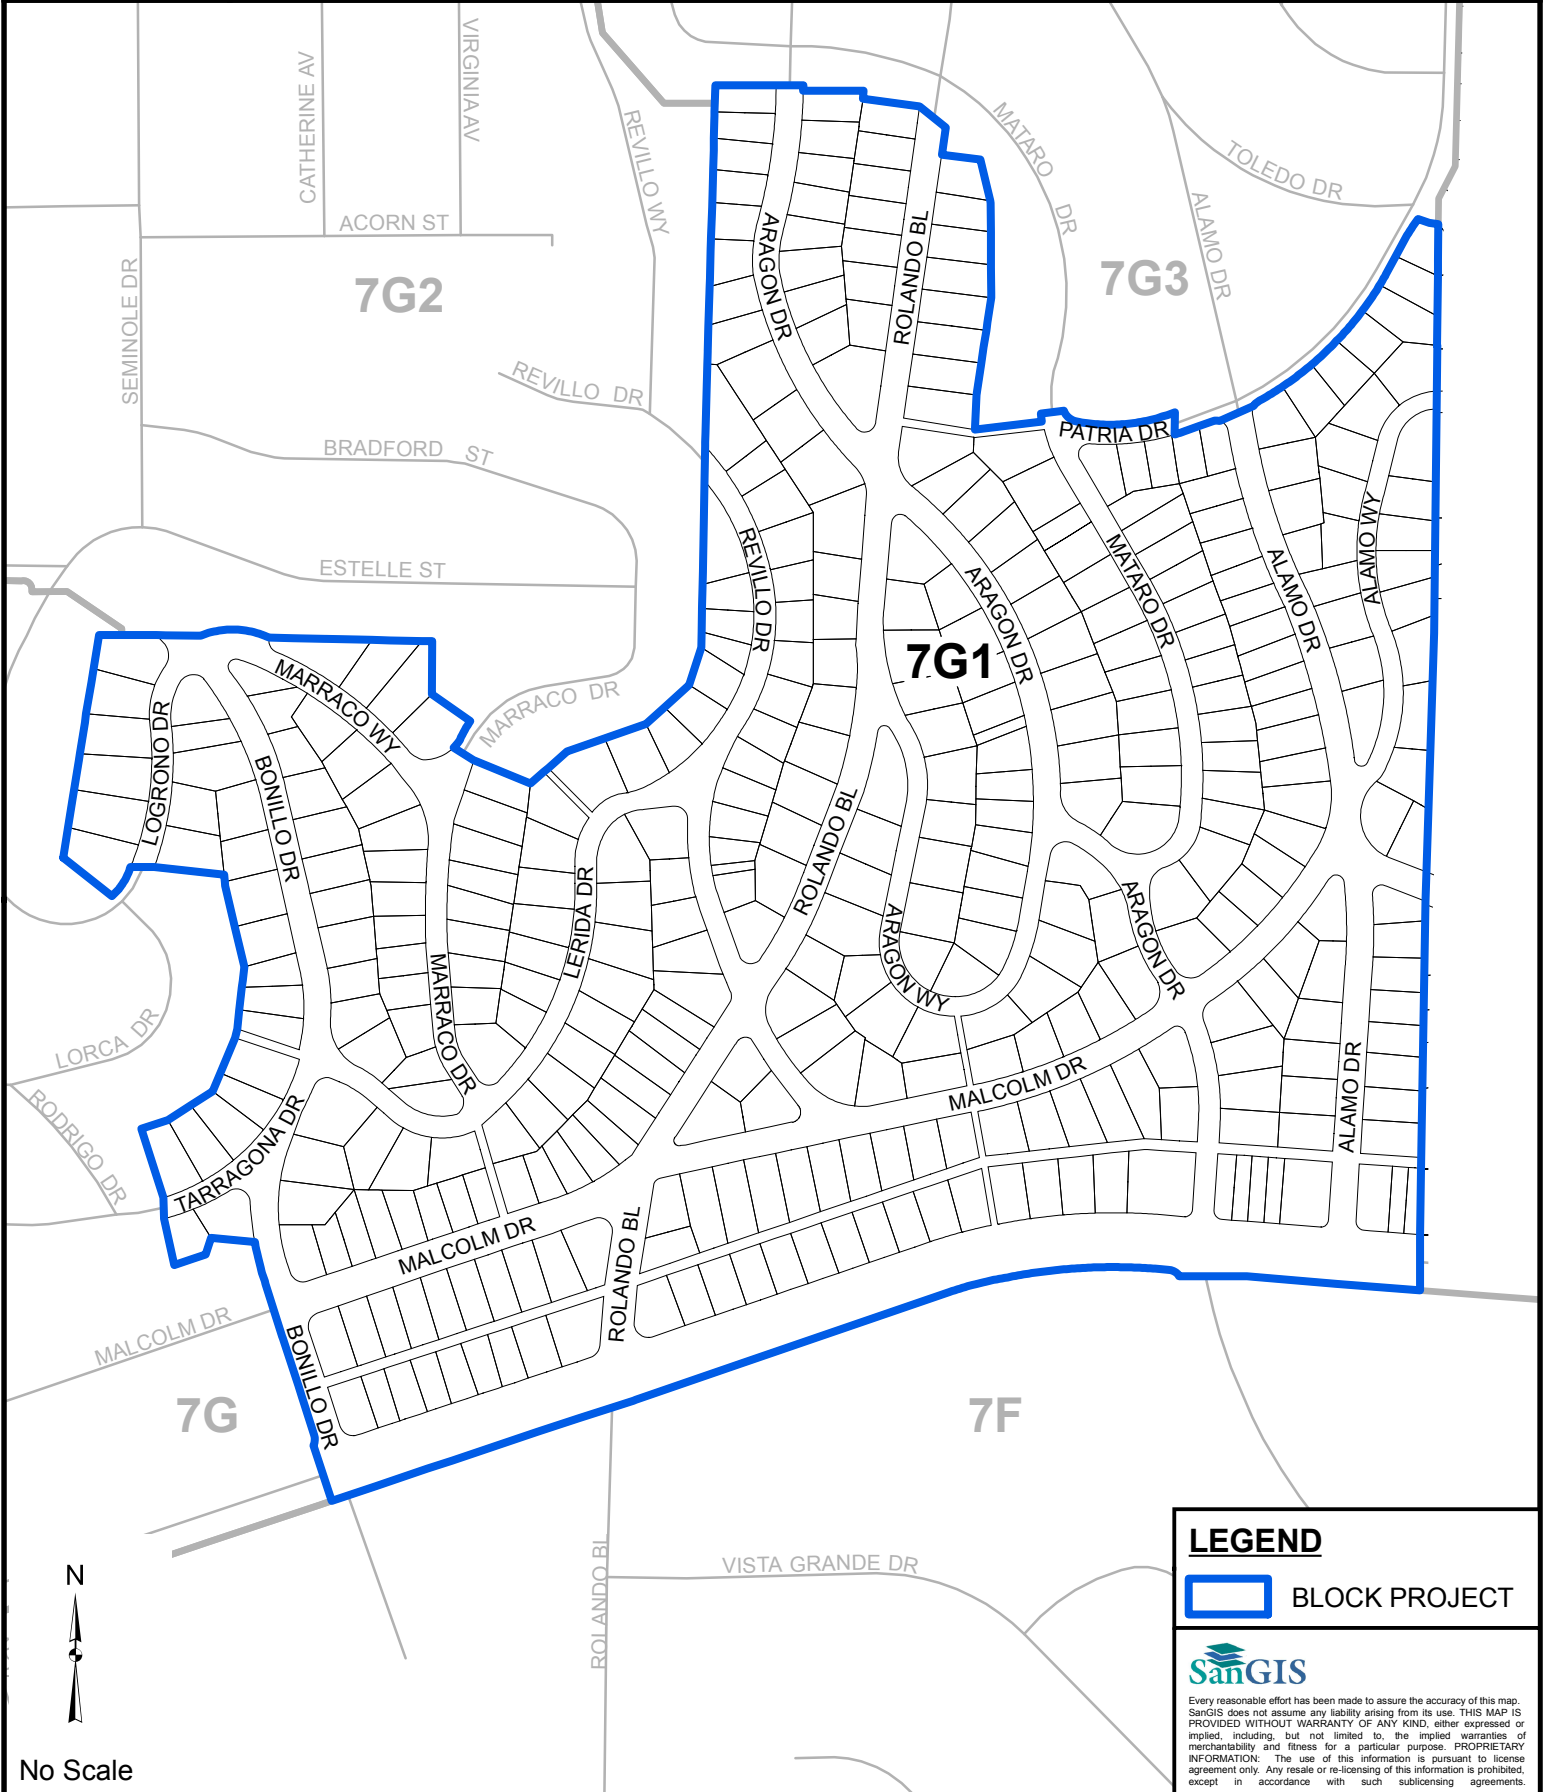 CATHERINE AV
VIRGINIA AV
REVILLO WY
MATARO DR
TOLEDO DR
ALAMO DR
ACORN ST
SEMINOLE DR
7G2
7G3
ARAGON DR
ROLANDO BL
REVILLO DR
PATRIA DR
BRADFORD ST
ALAMO WY
ESTELLE ST
REVILLO DR
ARAGON DR
MATARO DR
ALAMO DR
7G1
MARRACO WY
MARRACO DR
LOGRONO DR
BONILLO DR
ROLANDO BL
LERIDA DR
ARAGON WY
ARAGON DR
MARRACO DR
LORCA DR
RODRIGO DR
TARRAGONA DR
MALCOLM DR
ALAMO DR
MALCOLM DR
ROLANDO BL
MALCOLM DR
BONILLO DR
7G
7F
ROLANDO BL
VISTA GRANDE DR
N
No Scale
LEGEND
BLOCK PROJECT
SanGIS
Every reasonable effort has been made to assure the accuracy of this map.
SanGIS does not assume any liability arising from its use. THIS MAP IS
PROVIDED WITHOUT WARRANTY OF ANY KIND, either expressed or
implied, including, but not limited to, the implied warranties of
merchantability and fitness for a particular purpose. PROPRIETARY
INFORMATION: The use of this information is pursuant to license
agreement only. Any resale or re-licensing of this information is prohibited,
except in accordance with such sublicensing agreements.